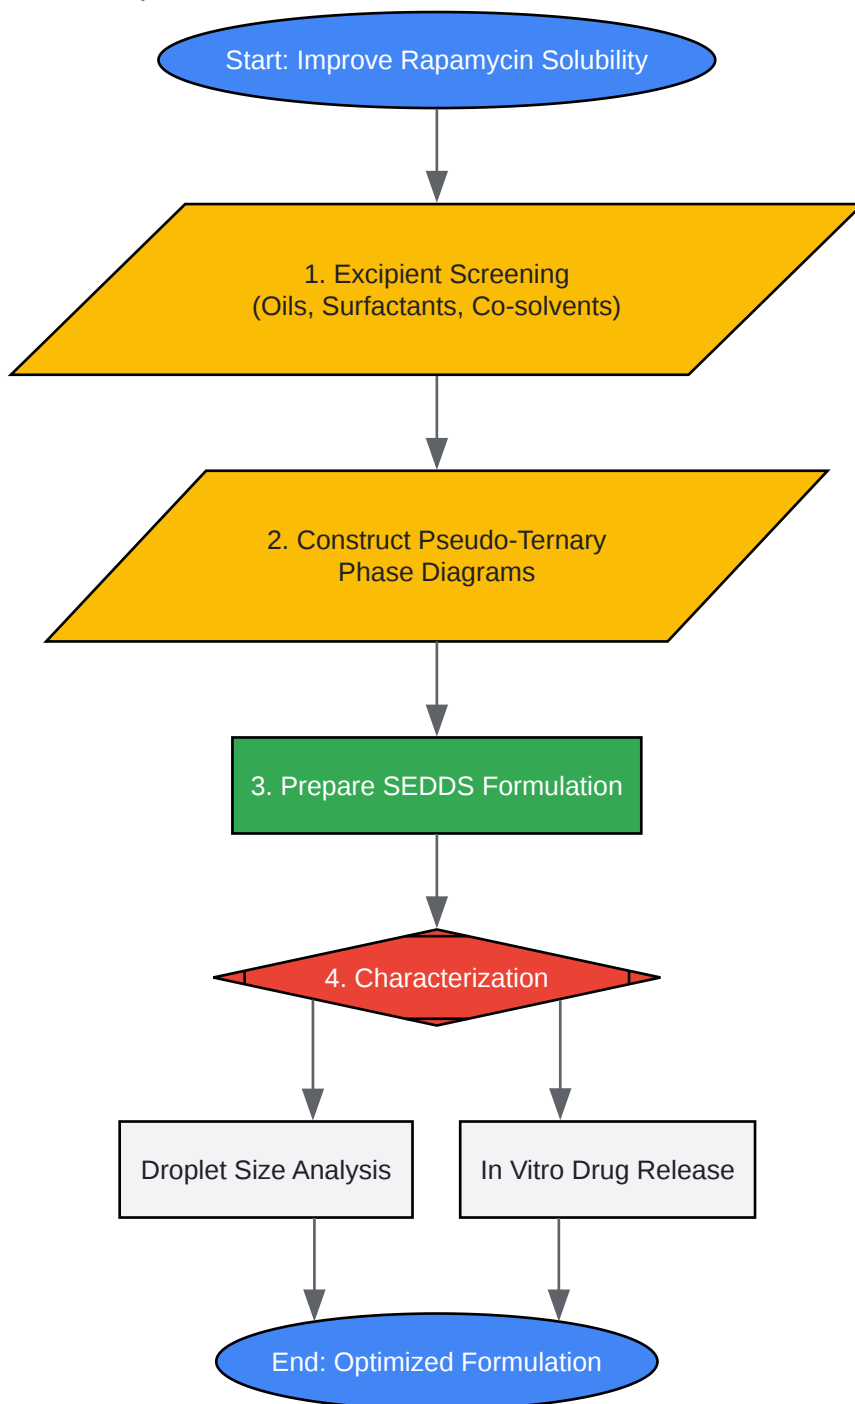 Start: Improve Rapamycin Solubility
1. Excipient Screening
(Oils, Surfactants, Co-solvents)
2. Construct Pseudo-Ternary
Phase Diagrams
3. Prepare SEDDS Formulation
4. Characterization
Droplet Size Analysis
In Vitro Drug Release
End: Optimized Formulation